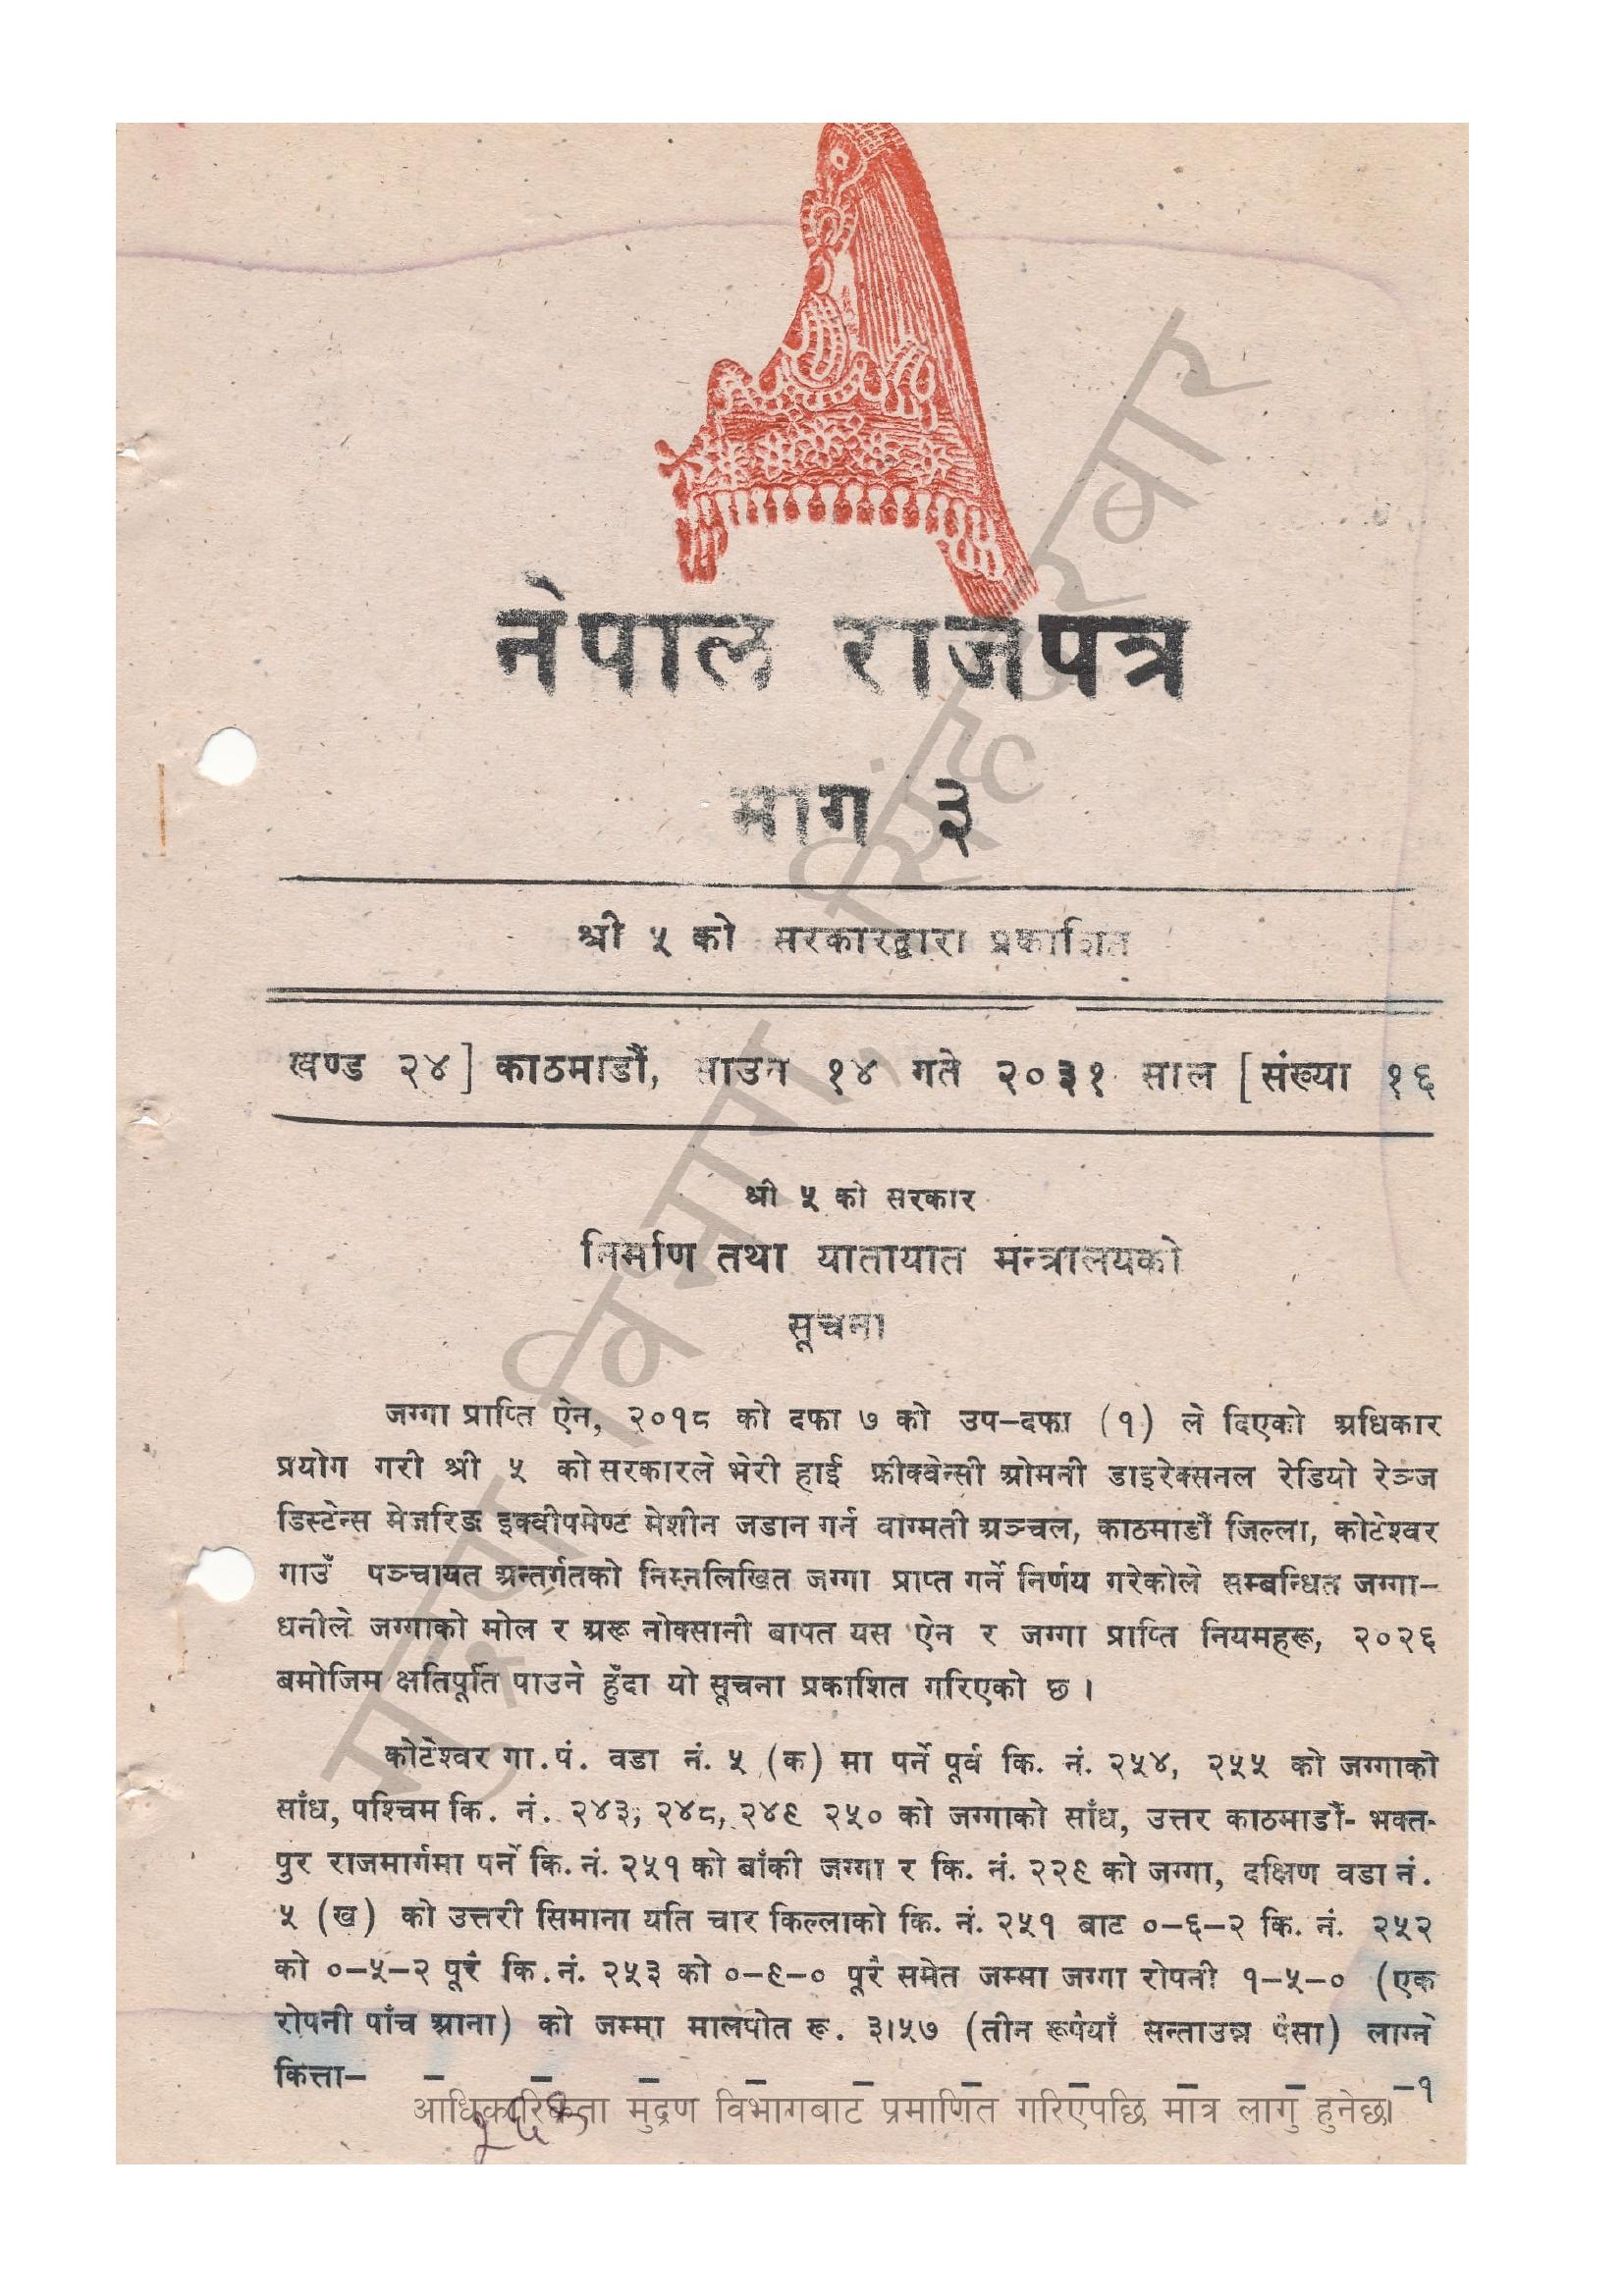 नेपाल राजपत्र
भाग ३
श्री ५ को सरकारद्वारा प्रकाशित
खण्ड २४] काठमाडौं, साउन १४ गते २०३१ साल [संख्या १६
श्री ५ को सरकार
निर्माण तथा यातायात मन्त्रालयको
सूचना
जग्गा प्राप्ति ऐन, २०१८ को दफा ७ को उप-दफा (१) ले दिएको अधिकार
प्रयोग गरी श्री ५ को सरकारले भेरी हाई फ्रीक्वेन्सी ओमनी डाइरेक्सनल रेडियो रेञ्ज
डिस्टेन्स मेजरिङ इक्वीपमेण्ट मेशीन जडान गर्न वाग्मती अञ्चल, काठमाडौं जिल्ला, कोटेश्वर
गाउँ पञ्चायत अन्तर्गतको निम्नलिखित जग्गा प्राप्त गर्ने निर्णय गरेकोले सम्बन्धित जग्गा-
धनीले जग्गाको मोल र अरू नोक्सानी बापत यस ऐन र जग्गा प्राप्ति नियमहरू, २०२६
बमोजिम क्षतिपूर्ति पाउने हुँदा यो सूचना प्रकाशित गरिएको छ ।
कोटेश्वर गा.पं. वडा नं. ५ (क) मा पर्ने पूर्व कि. नं. २५४, २५५ को जग्गाको
साँध, पश्चिम कि. नं. २४३, २४८, २४९ २५० को जग्गाको साँध, उत्तर काठमाडौं- भक्त-
पुर राजमार्गमा पर्ने कि. नं. २५१ को बाँकी जग्गा र कि. नं. २२९ को जग्गा, दक्षिण वडा नं.
५ (ख) को उत्तरी सिमाना यति चार किल्लाको कि. नं. २५१ बाट ०-६-२ कि. नं. २५२
को ०-५-२ पूरै कि. नं. २५३ को ०-९-० पूरै समेत जम्मा जग्गा रोपनी १-५-० (एक
रोपनी पाँच आना) को जम्मा मालपोत रू. ३।५७ (तीन रूपैयाँ सन्ताउन्न पैसा) लाग्ने
कित्ता- - - - - - - - - - -१
आधिकारिकता मुद्रण विभागबाट प्रमाणित गरिएपछि मात्र लागु हुनेछ।
मुद्रण विभाग, सिंहदरबार